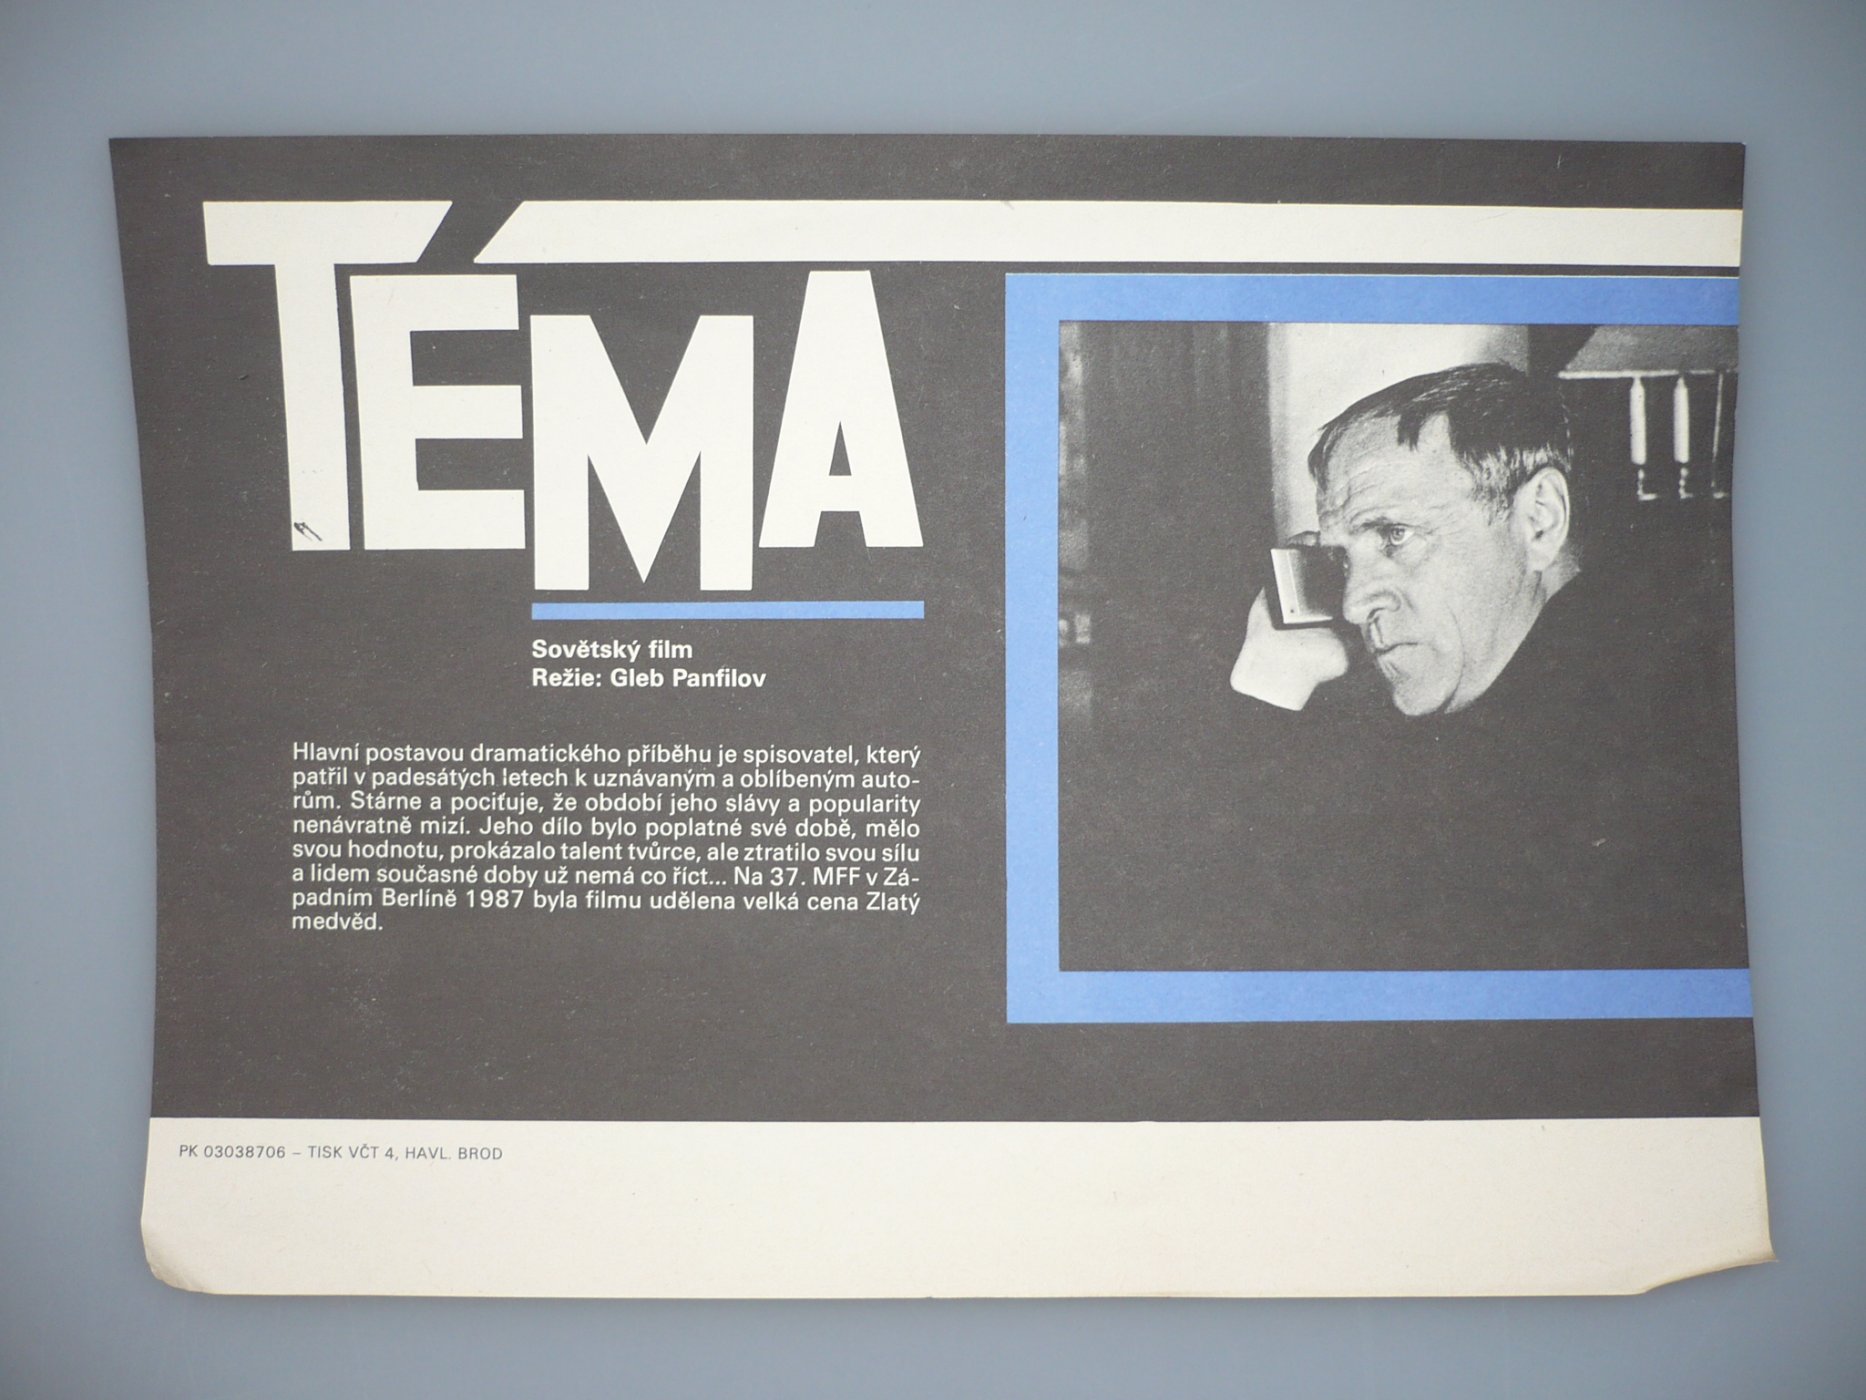 TÉMA
Sovětský film
Režie: Gleb Panfilov
Hlavní postavou dramatického příběhu je spisovatel, který
patřil v padesátých letech k uznávaným a oblíbeným auto-
rům. Stárne a pociťuje, že období jeho slávy a popularity
nenávratně mizí. Jeho dílo bylo poplatné své době, mělo
svou hodnotu, prokázalo talent tvůrce, ale ztratilo svou sílu
a lidem současné doby už nemá co říct... Na 37. MFF v Zá-
padním Berlíně 1987 byla filmu udělena velká cena Zlatý
medvěd.
PK 03038706 – TISK VČT 4, HAVL. BROD